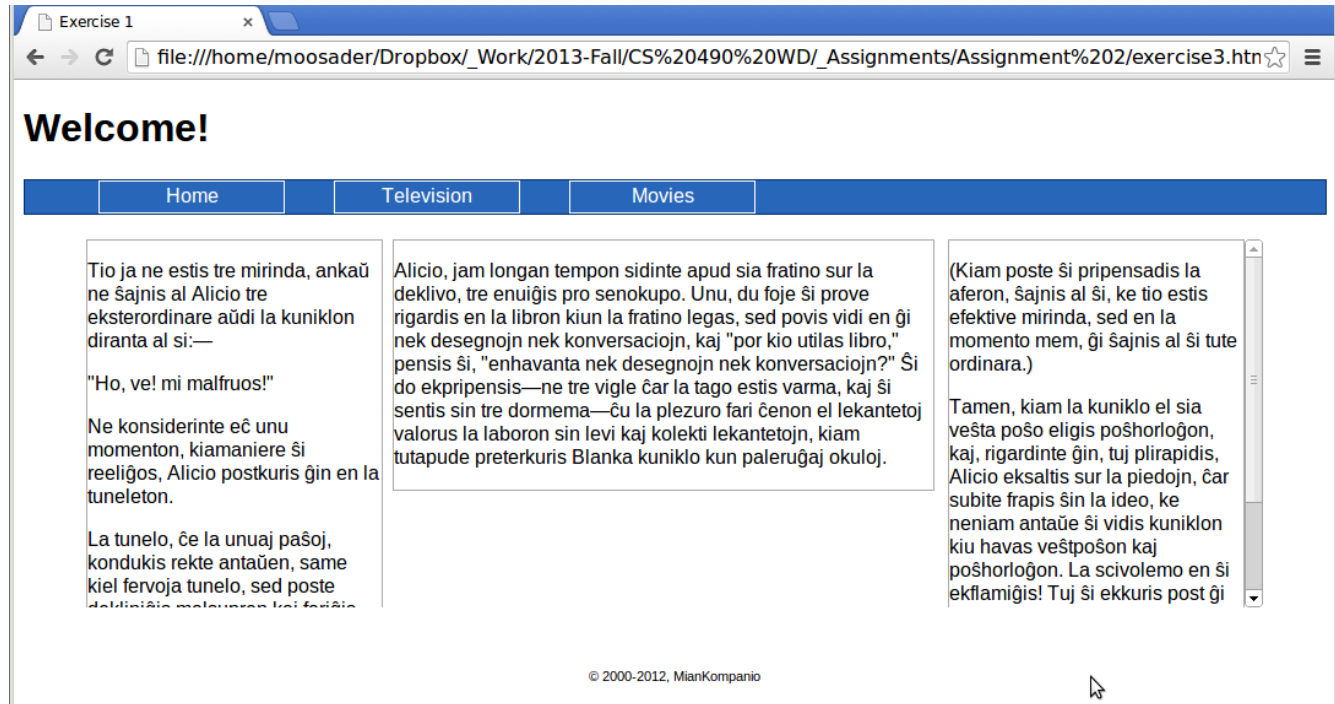 Exercise 1
file:///home/moosader/Dropbox/_Work/2013-Fall/CS%20490%20WD/_Assignments/Assignment%202/exercise3.htm
Welcome!
Home Television Movies
Tio ja ne estis tre mirinda, ankaŭ
ne ŝajnis al Alicio tre
eksterordinare aŭdi la kuniklon
diranta al si:—
"Ho, ve! mi malfruos!"
Ne konsiderinte eĉ unu
momenton, kiamaniere ŝi
reeliĝos, Alicio postkuris ĝin en la
tuneleton.
La tunelo, ĉe la unuaj paŝoj,
kondukis rekte antaŭen, same
kiel fervoja tunelo, sed poste
Alicio, jam longan tempon sidinte apud sia fratino sur la
deklivo, tre enuiĝis pro senokupo. Unu, du foje ŝi prove
rigardis en la libron kiun la fratino legas, sed povis vidi en ĝi
nek desegnojn nek konversaciojn, kaj "por kio utilas libro,"
pensis ŝi, "enhavanta nek desegnojn nek konversaciojn?" Ŝi
do ekpripensis—ne tre vigle ĉar la tago estis varma, kaj ŝi
sentis sin tre dormema—ĉu la plezuro fari ĉenon el lekantetoj
valorus la laboron sin levi kaj kolekti lekantetojn, kiam
tutapude preterkuris Blanka kuniklo kun paleruĝaj okuloj.
(Kiam poste ŝi pripensadis la
aferon, ŝajnis al ŝi, ke tio estis
efektive mirinda, sed en la
momento mem, ĝi ŝajnis al ŝi tute
ordinara.)
Tamen, kiam la kuniklo el sia
veŝta poŝo eligis poŝhorloĝon,
kaj, rigardinte ĝin, tuj plirapidis,
Alicio eksaltis sur la piedojn, ĉar
subite frapis ŝin la ideo, ke
neniam antaŭe ŝi vidis kuniklon
kiu havas veŝtpoŝon kaj
poŝhorloĝon. La scivolemo en ŝi
ekflamiĝis! Tuj ŝi ekkuris post ĝi
© 2000-2012, MianKompanio